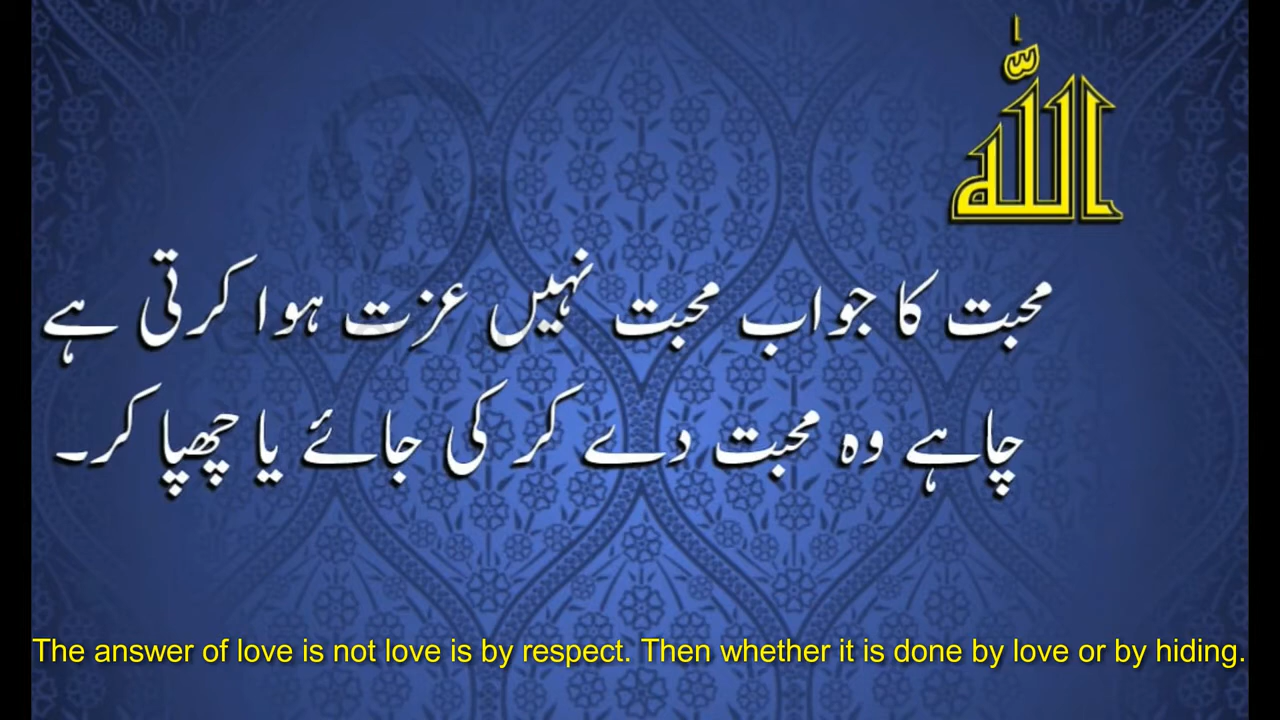 الله
محبت کا جواب محبت نہیں عزت ہوا کرتی ہے
چاہے وہ محبت دے کر کی جائے یا چھپا کر۔
The answer of love is not love is by respect. Then whether it is done by love or by hiding.